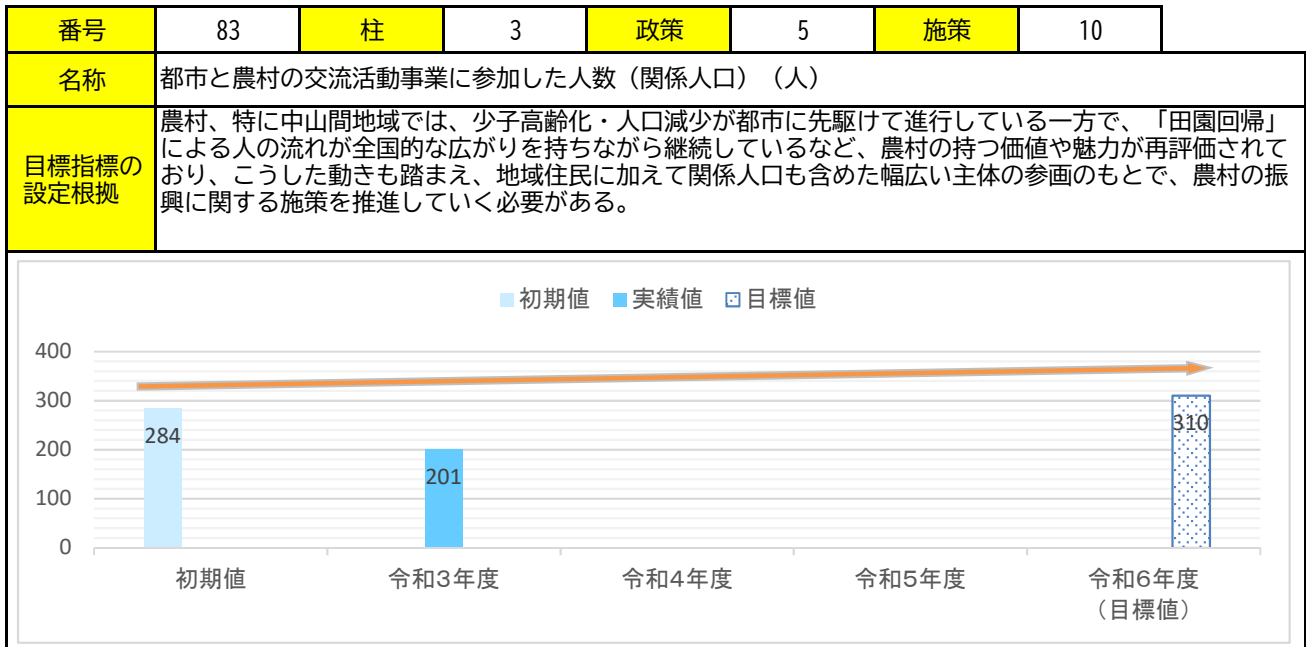 番号 83 柱 3 政策 5 施策 10
名称 都市と農村の交流活動事業に参加した人数（関係人口）（人）
目標指標の
設定根拠
農村、特に中山間地域では、少子高齢化・人口減少が都市に先駆けて進行している一方で、「田園回帰」
による人の流れが全国的な広がりを持ちながら継続しているなど、農村の持つ価値や魅力が再評価されて
おり、こうした動きも踏まえ、地域住民に加えて関係人口も含めた幅広い主体の参画のもとで、農村の振
興に関する施策を推進していく必要がある。
初期値 実績値 目標値
400
300
200
100
0
284
201
310
初期値 令和３年度 令和４年度 令和５年度 令和６年度
（目標値）